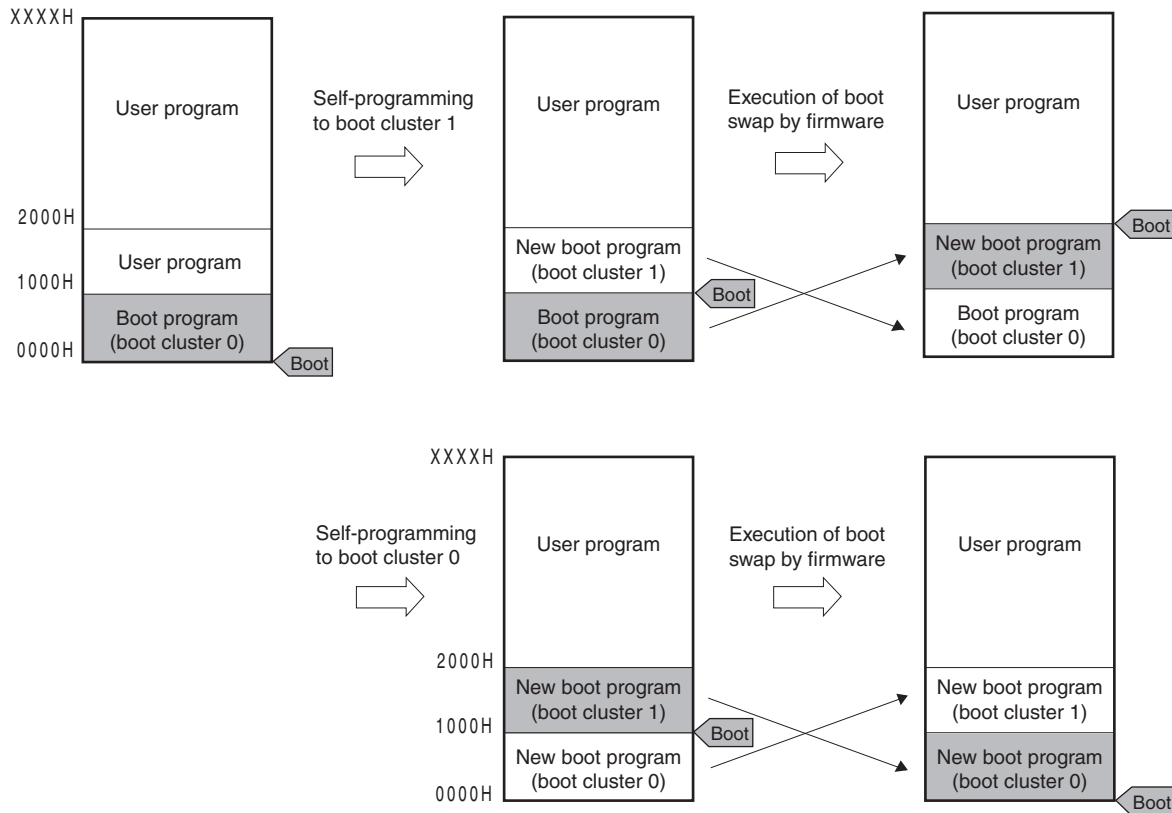 XXXXH
User program
2000H
User program
1000H
Boot program
(boot cluster 0)
0000H
Boot
Self-programming
to boot cluster 1
User program
New boot program
(boot cluster 1)
Boot
Boot program
(boot cluster 0)
Execution of boot
swap by firmware
User program
Boot
New boot program
(boot cluster 1)
Boot program
(boot cluster 0)
Self-programming
to boot cluster 0
XXXXH
User program
2000H
New boot program
(boot cluster 1)
1000H
Boot
New boot program
(boot cluster 0)
0000H
Execution of boot
swap by firmware
User program
New boot program
(boot cluster 1)
New boot program
(boot cluster 0)
Boot